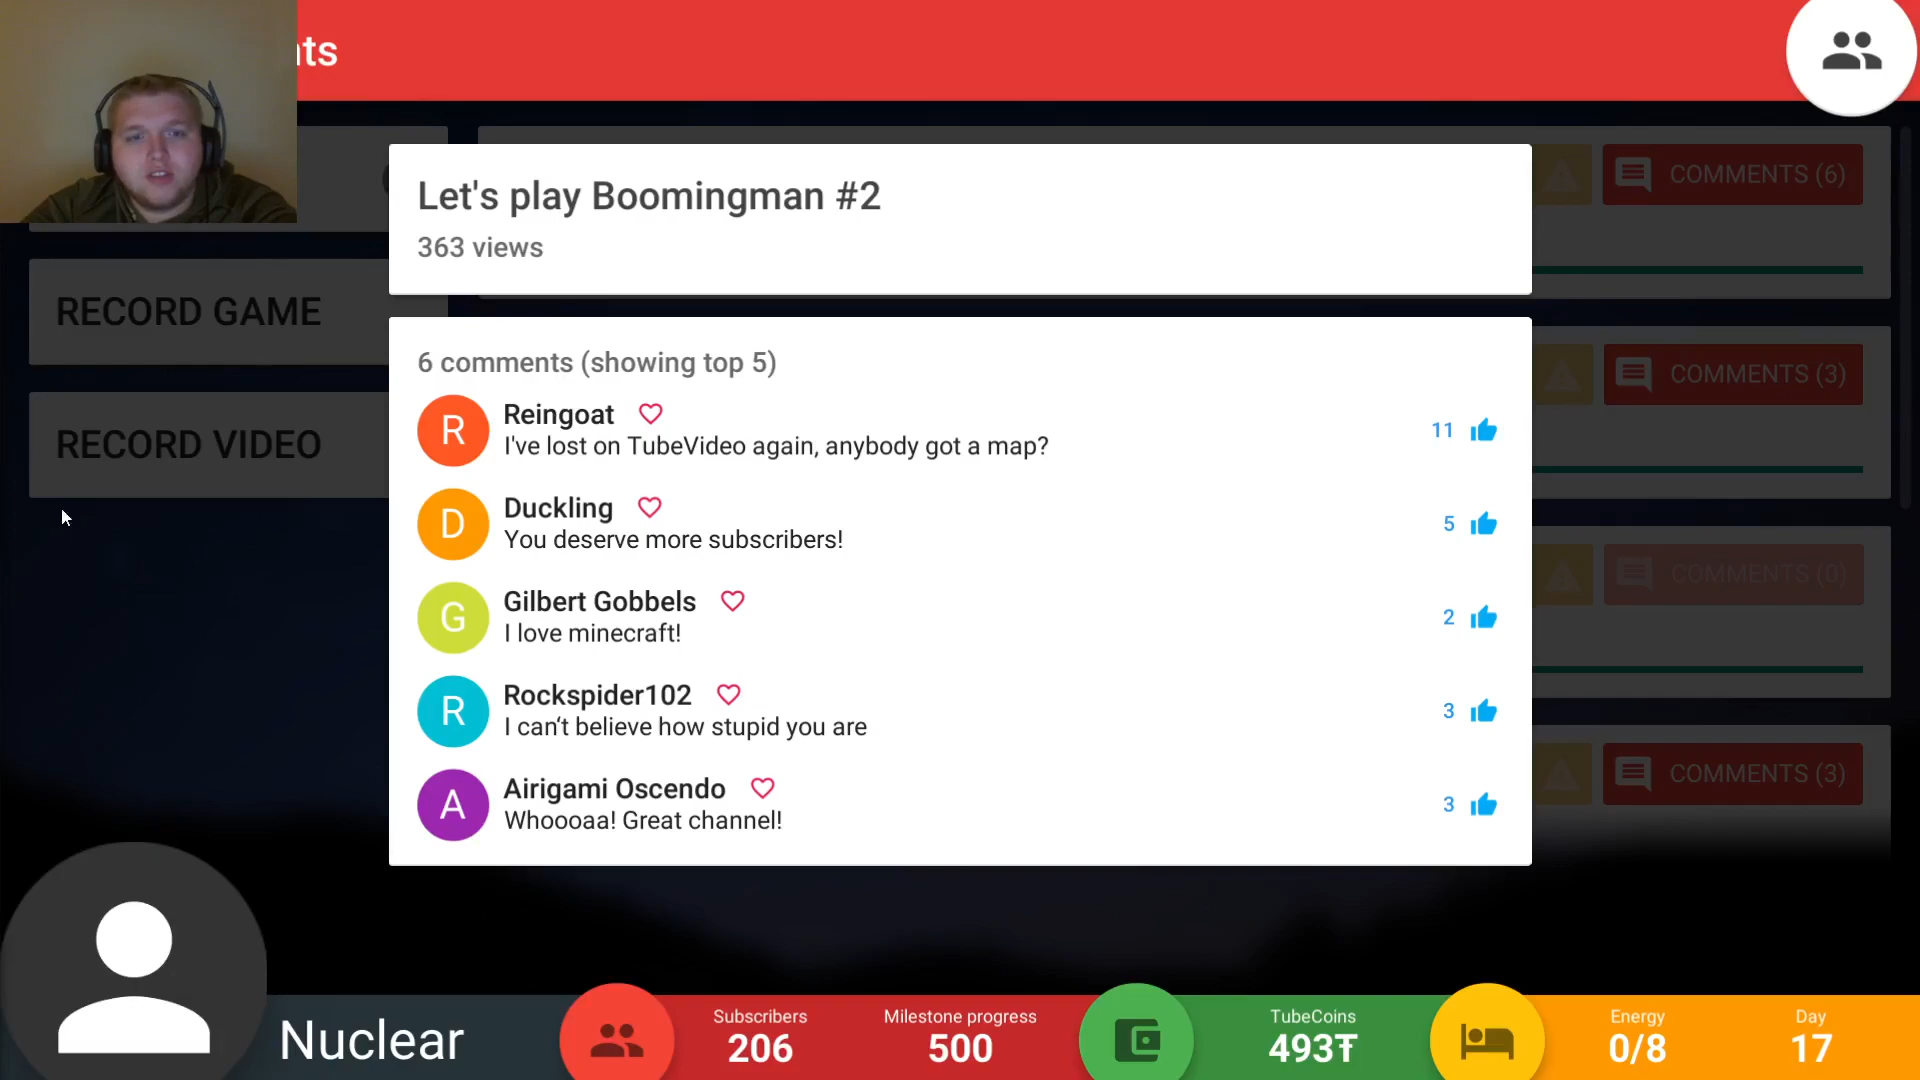 nts
Let's play Boomingman #2
363 views
COMMENTS (6)
RECORD GAME
6 comments (showing top 5)
COMMENTS (3)
R
Reingoat
11
I've lost on TubeVideo again, anybody got a map?
RECORD VIDEO
D
Duckling
5
You deserve more subscribers!
COMMENTS (0)
G
Gilbert Gobbels
2
I love minecraft!
R
Rockspider102
3
I can't believe how stupid you are
COMMENTS (3)
A
Airigami Oscendo
3
Whoooaa! Great channel!
Nuclear
Subscribers
206
Milestone progress
500
TubeCoins
493Ŧ
Energy
0/8
Day
17